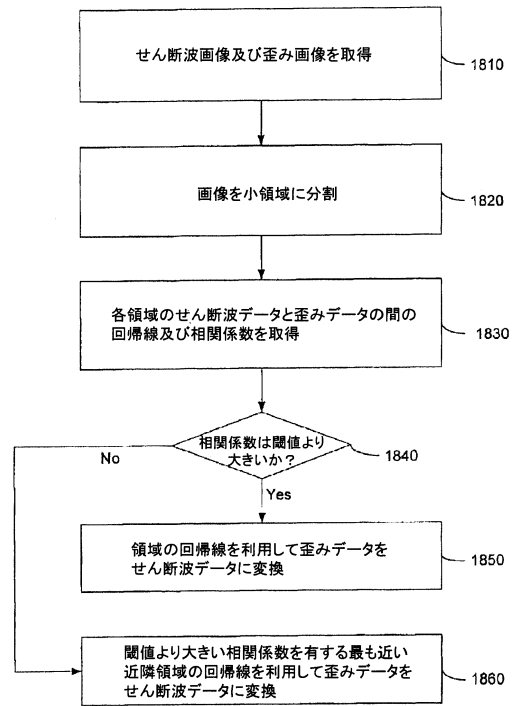 せん断波画像及び歪み画像を取得
1810
画像を小領域に分割
1820
各領域のせん断波データと歪みデータの間の
回帰線及び相関係数を取得
1830
相関係数は閾値より
大きいか?
1840
No
Yes
領域の回帰線を利用して歪みデータを
せん断波データに変換
1850
閾値より大きい相関係数を有する最も近い
近隣領域の回帰線を利用して歪みデータを
せん断波データに変換
1860